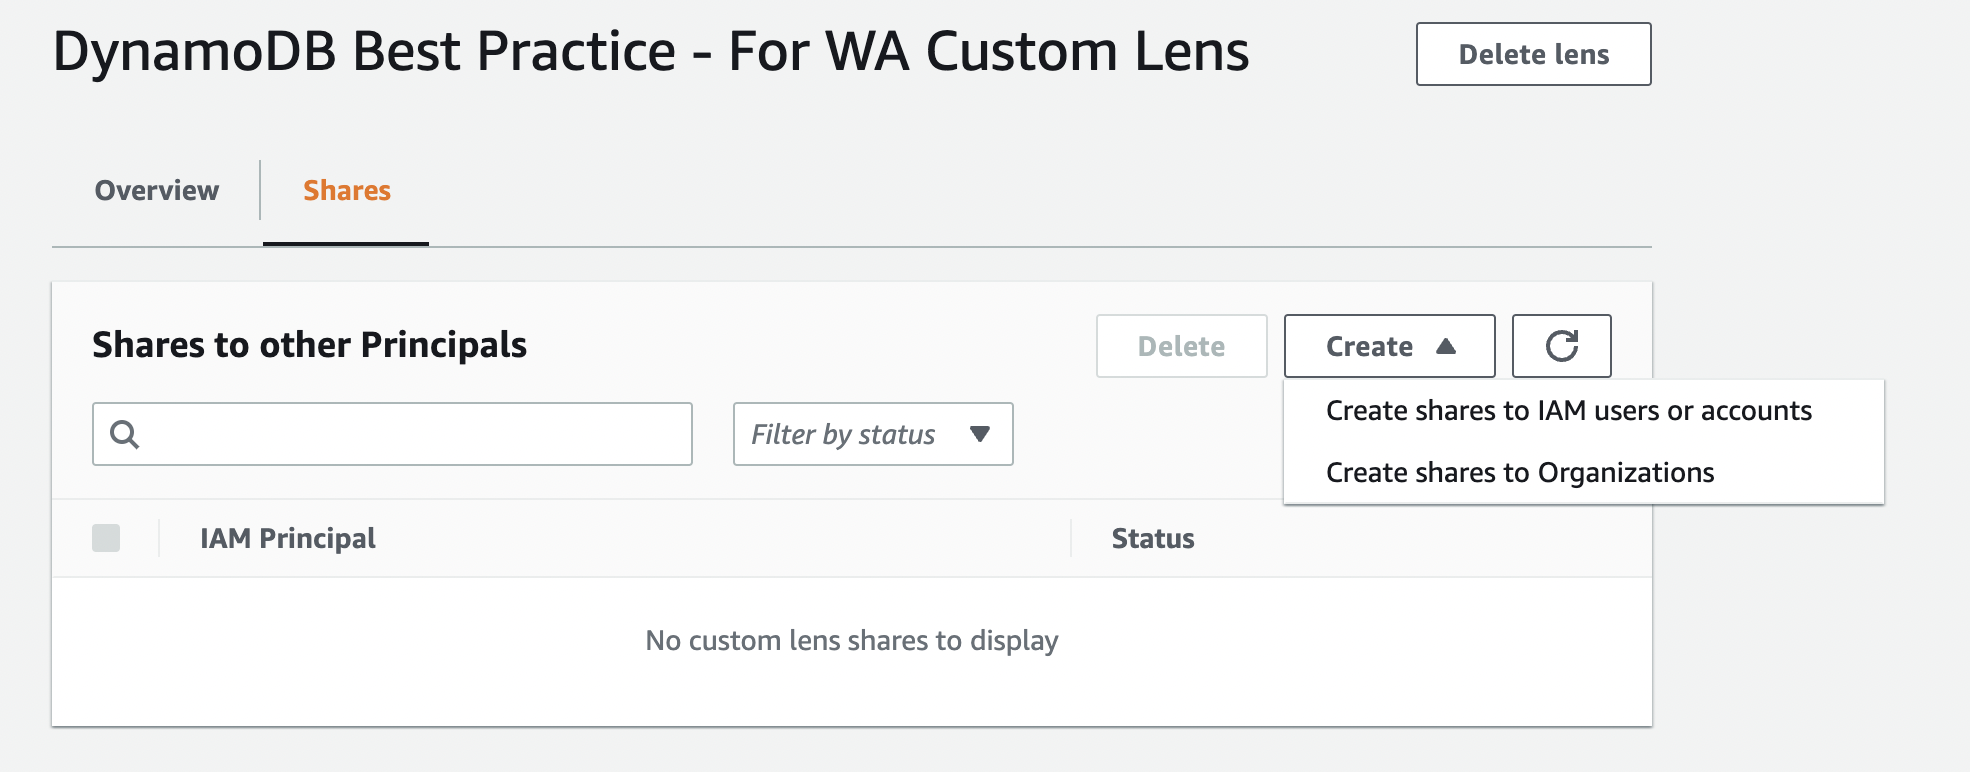 DynamoDB Best Practice - For WA Custom Lens
Delete lens
Overview
Shares
Shares to other Principals
Delete
Create
Create shares to IAM users or accounts
Create shares to Organizations
Filter by status
IAM Principal
Status
No custom lens shares to display